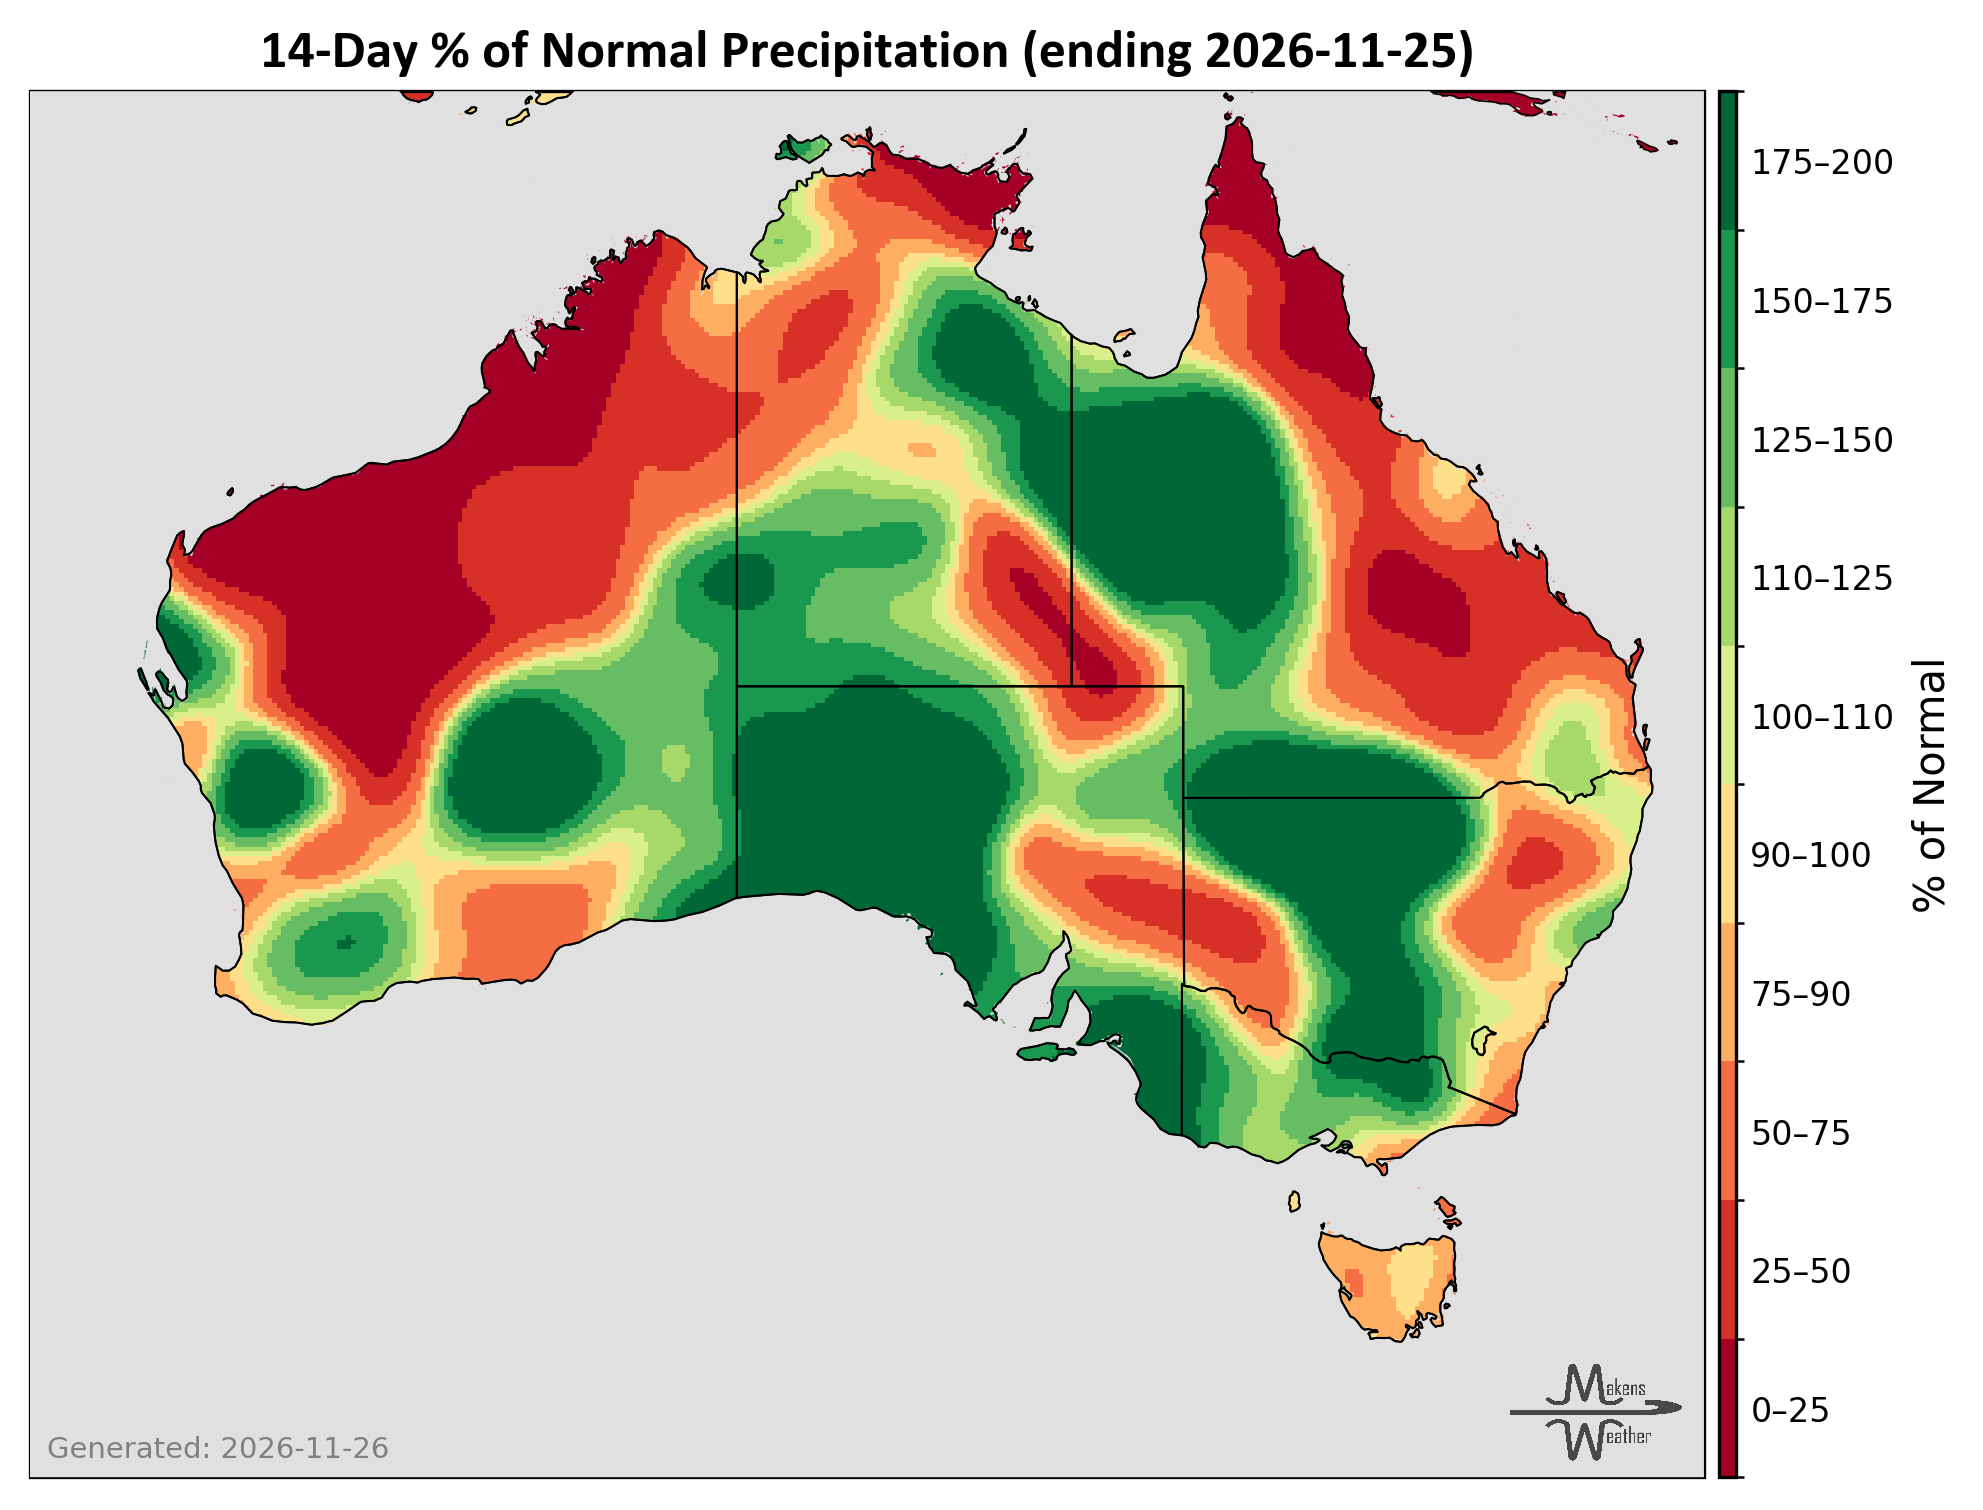 14-Day % of Normal Precipitation (ending 2026-11-25)
175–200
150–175
125–150
110–125
100–110
90–100
75–90
50–75
25–50
0–25
% of Normal
Makens
Weather
Generated: 2026-11-26